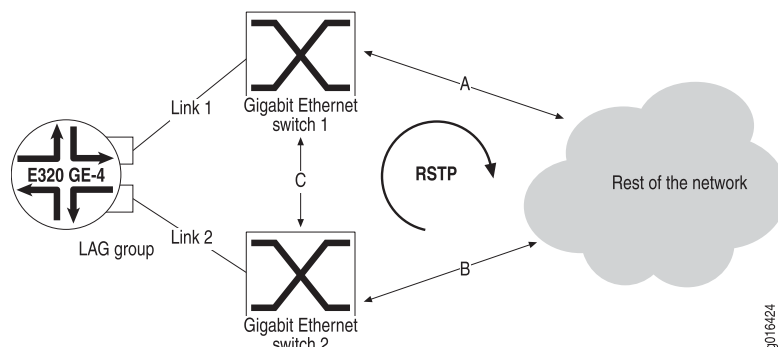 Gigabit Ethernet
switch 1
Link 1
A
E320 GE-4
C
RSTP
Rest of the network
LAG group
Link 2
B
Gigabit Ethernet
switch 2
g016424